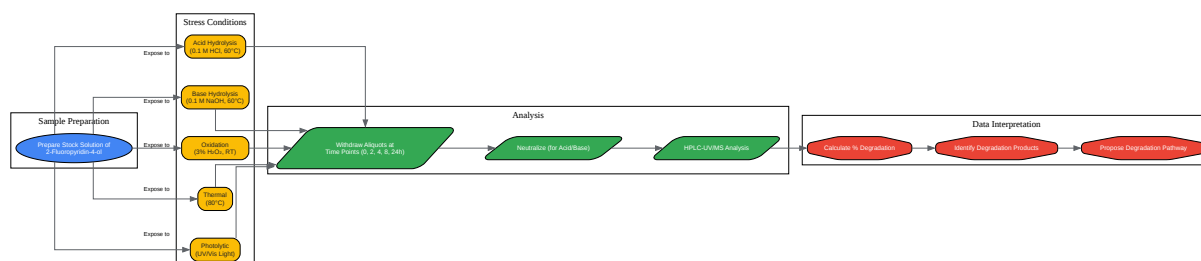 Stress Conditions
Acid Hydrolysis
(0.1 M HCl, 60°C)
Expose to
Base Hydrolysis
(0.1 M NaOH, 60°C)
Expose to
Sample Preparation
Prepare Stock Solution of
2-Fluoropyridin-4-ol
Expose to
Oxidation
(3% H₂O₂, RT)
Expose to
Thermal
(80°C)
Expose to
Photolytic
(UV/Vis Light)
Analysis
Withdraw Aliquots at
Time Points (0, 2, 4, 8, 24h)
Neutralize (for Acid/Base)
HPLC-UV/MS Analysis
Data Interpretation
Calculate % Degradation
Identify Degradation Products
Propose Degradation Pathway